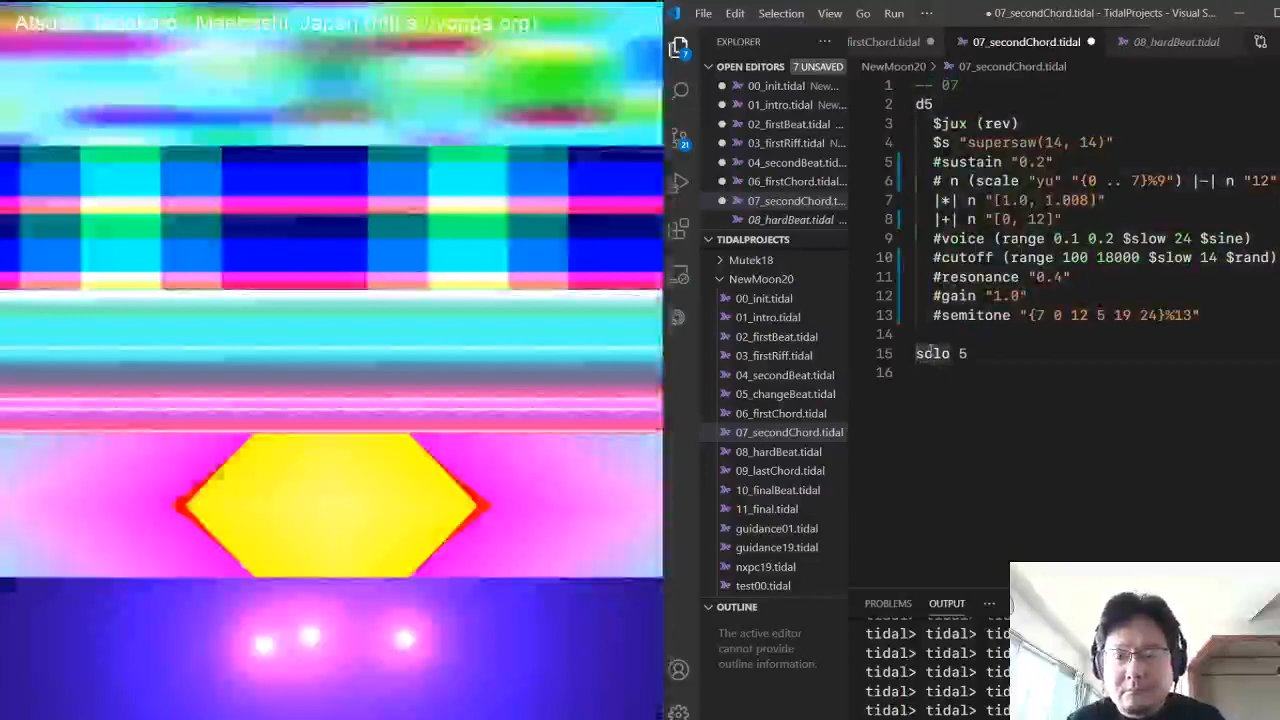 Maebashi, Japan
File Edit Selection View Go
07_secondChord.tidal - TidalProjects - Visual S...
EXPLORER
firstChord.tidal
07_secondChord.tidal
08_hardBeat.tidal
OPEN EDITORS 7 UNSAVED
NewMoon20 > 07_secondChord.tidal
7
00_init.tidal New...
01_intro.tidal New...
02_firstBeat.tidal ...
03_firstRiff.tidal N...
04_secondBeat.tid...
06_firstChord.tidal ...
07_secondChord.t...
08_hardBeat.tidal ...
21
TIDALPROJECTS
Mutek18
NewMoon20
00_init.tidal
01_intro.tidal
02_firstBeat.tidal
03_firstRiff.tidal
04_secondBeat.tidal
05_changeBeat.tidal
06_firstChord.tidal
07_secondChord.tidal
08_hardBeat.tidal
09_lastChord.tidal
10_finalBeat.tidal
11_final.tidal
guidance01.tidal
guidance19.tidal
nxpc19.tidal
test00.tidal
OUTLINE
The active editor
cannot provide
outline information.
1 -- 07
2 d5
3 $jux (rev)
4 $s "supersaw(14, 14)"
5 #sustain "0.2"
6 # n (scale "yu" "{0 .. 7}%9") |-| n "12"
7 |*| n "[1.0, 1.008)"
8 |+| n "[0, 12]"
9 #voice (range 0.1 0.2 $slow 24 $sine)
10 #cutoff (range 100 18000 $slow 14 $rand)
11 #resonance "0.4"
12 #gain "1.0"
13 #semitone "{7 0 12 5 19 24}%13"
14
15 solo 5
16
PROBLEMS OUTPUT ...
tidal> tidal> tid
tidal> tidal> tid
tidal> tidal> tid
tidal> tidal> tid
tidal> tidal> tid